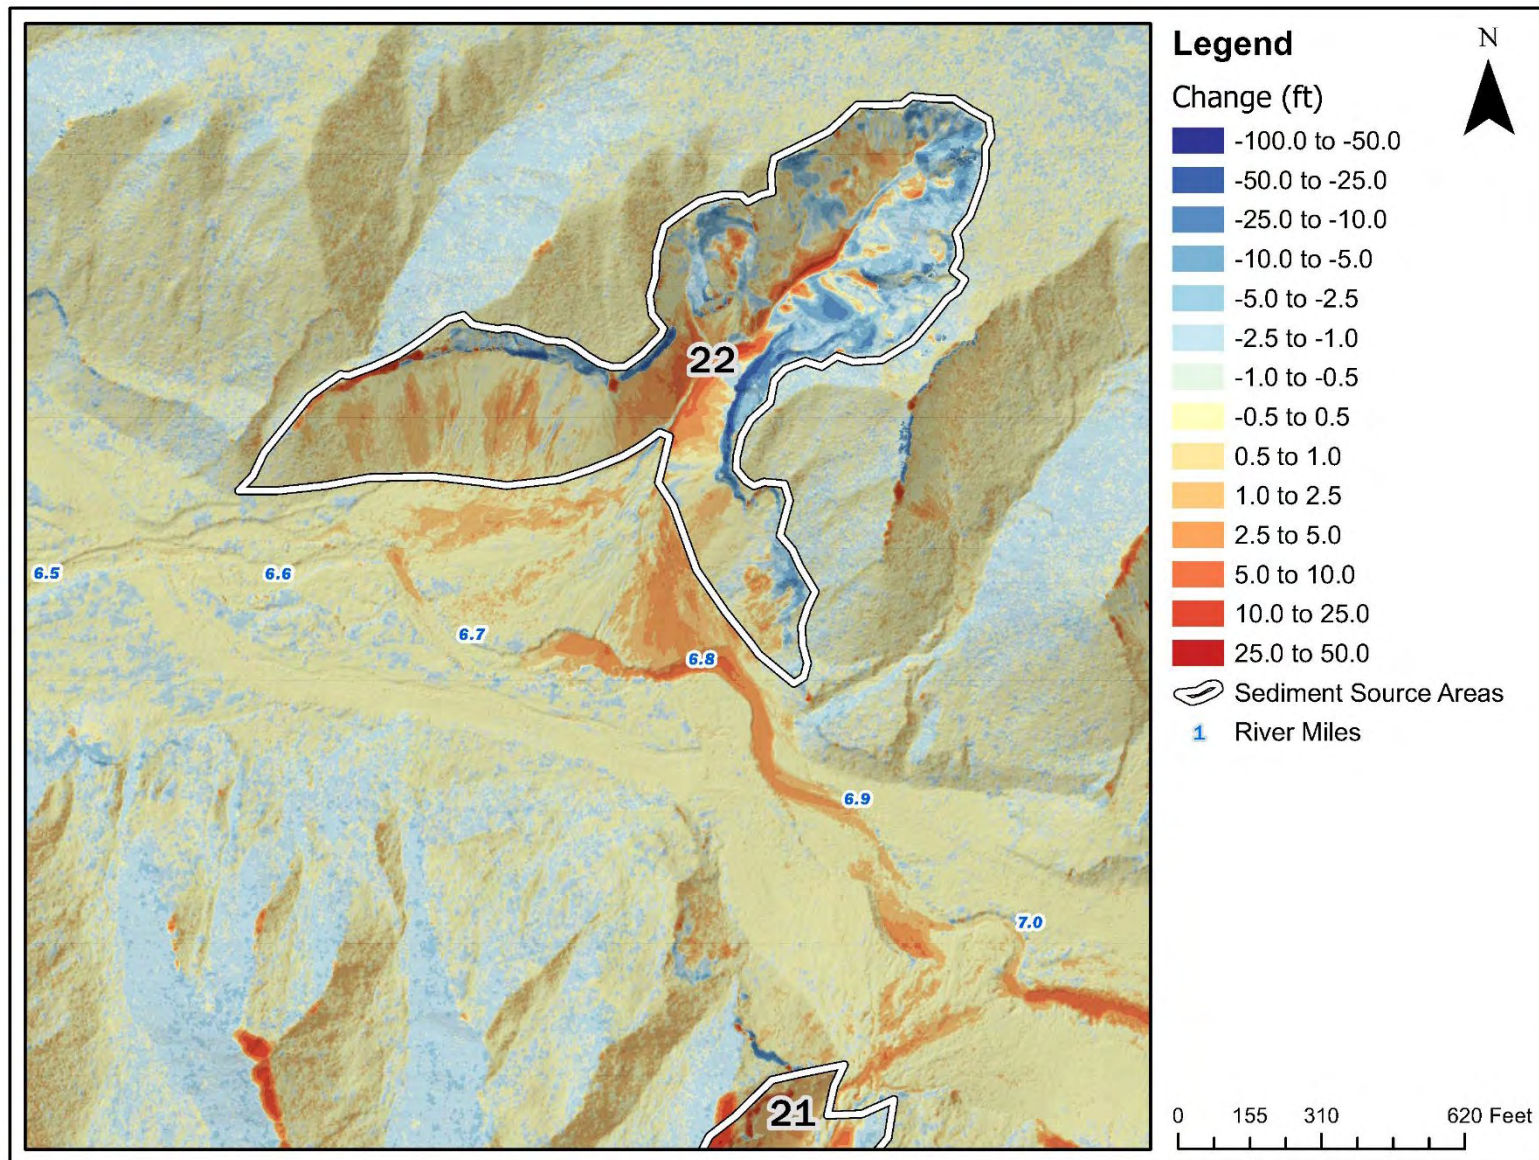 Legend
N
Change (ft)
-100.0 to -50.0
-50.0 to -25.0
-25.0 to -10.0
-10.0 to -5.0
-5.0 to -2.5
-2.5 to -1.0
-1.0 to -0.5
-0.5 to 0.5
0.5 to 1.0
1.0 to 2.5
2.5 to 5.0
5.0 to 10.0
10.0 to 25.0
25.0 to 50.0
Sediment Source Areas
1 River Miles
22
6.5
6.6
6.7
6.8
6.9
7.0
21
0 155 310 620 Feet